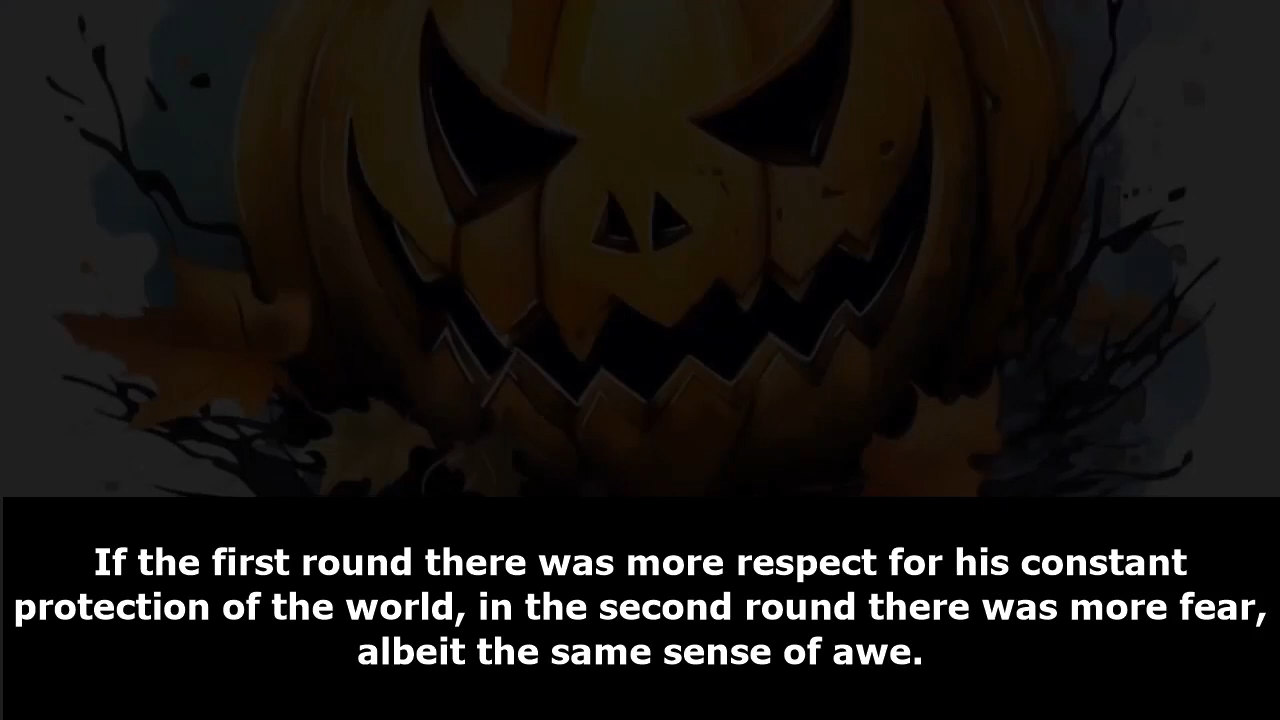 If the first round there was more respect for his constant
protection of the world, in the second round there was more fear,
albeit the same sense of awe.